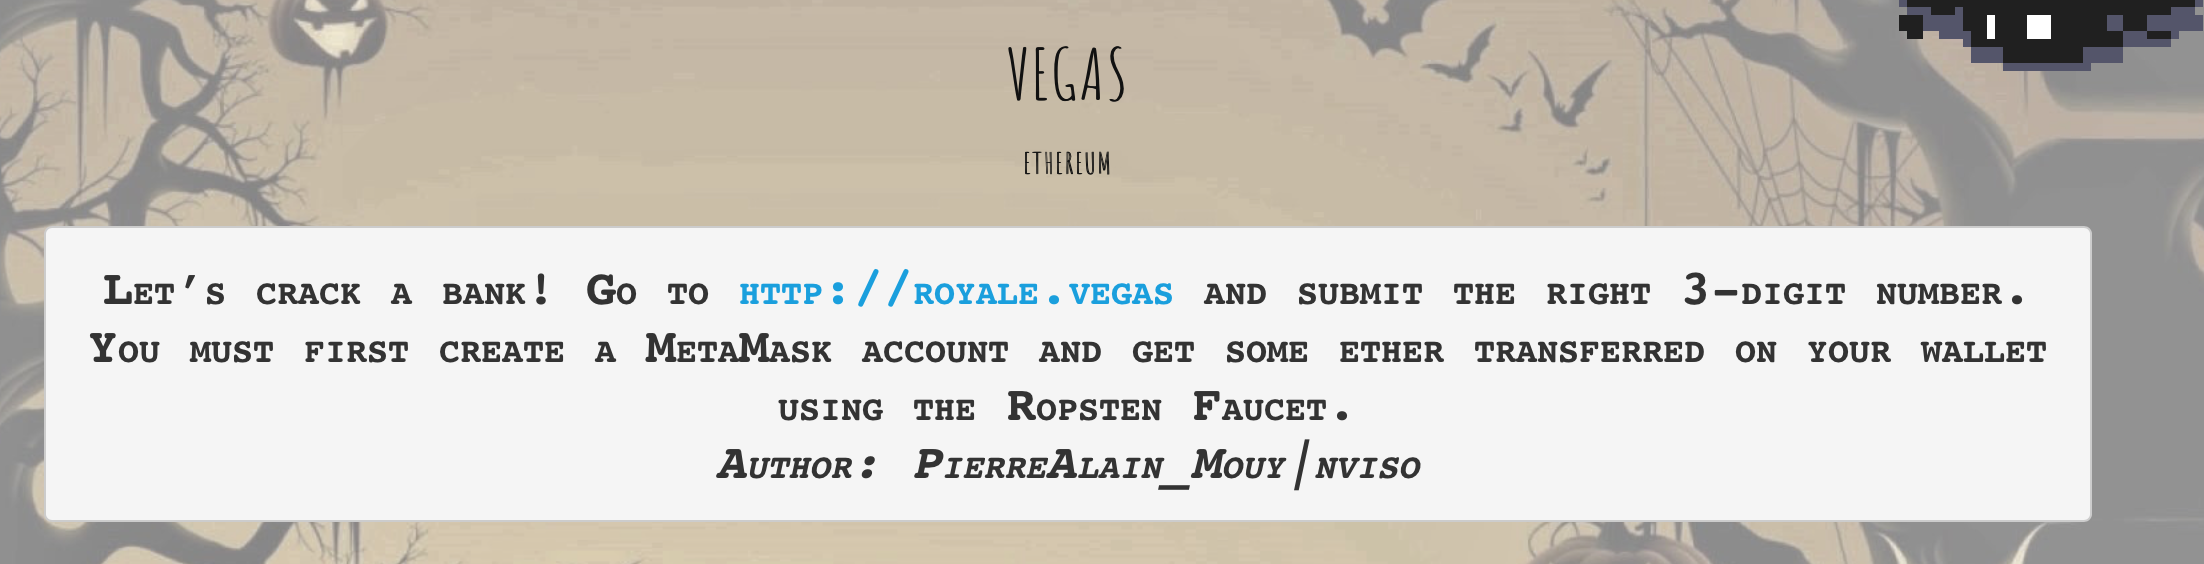 VEGAS
ETHEREUM
Let's crack a bank! Go to http://royale.vegas and submit the right 3-digit number.
You must first create a MetaMask account and get some ether transferred on your wallet
using the Ropsten Faucet.
Author: PierreAlain_Mouy|nviso